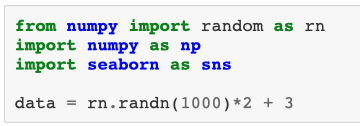 from numpy import random as rn
import numpy as np
import seaborn as sns
data = rn.randn(1000)*2 + 3